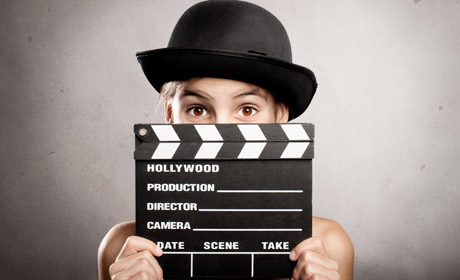 HOLLYWOOD
PRODUCTION
DIRECTOR
CAMERA
DATE SCENE TAKE